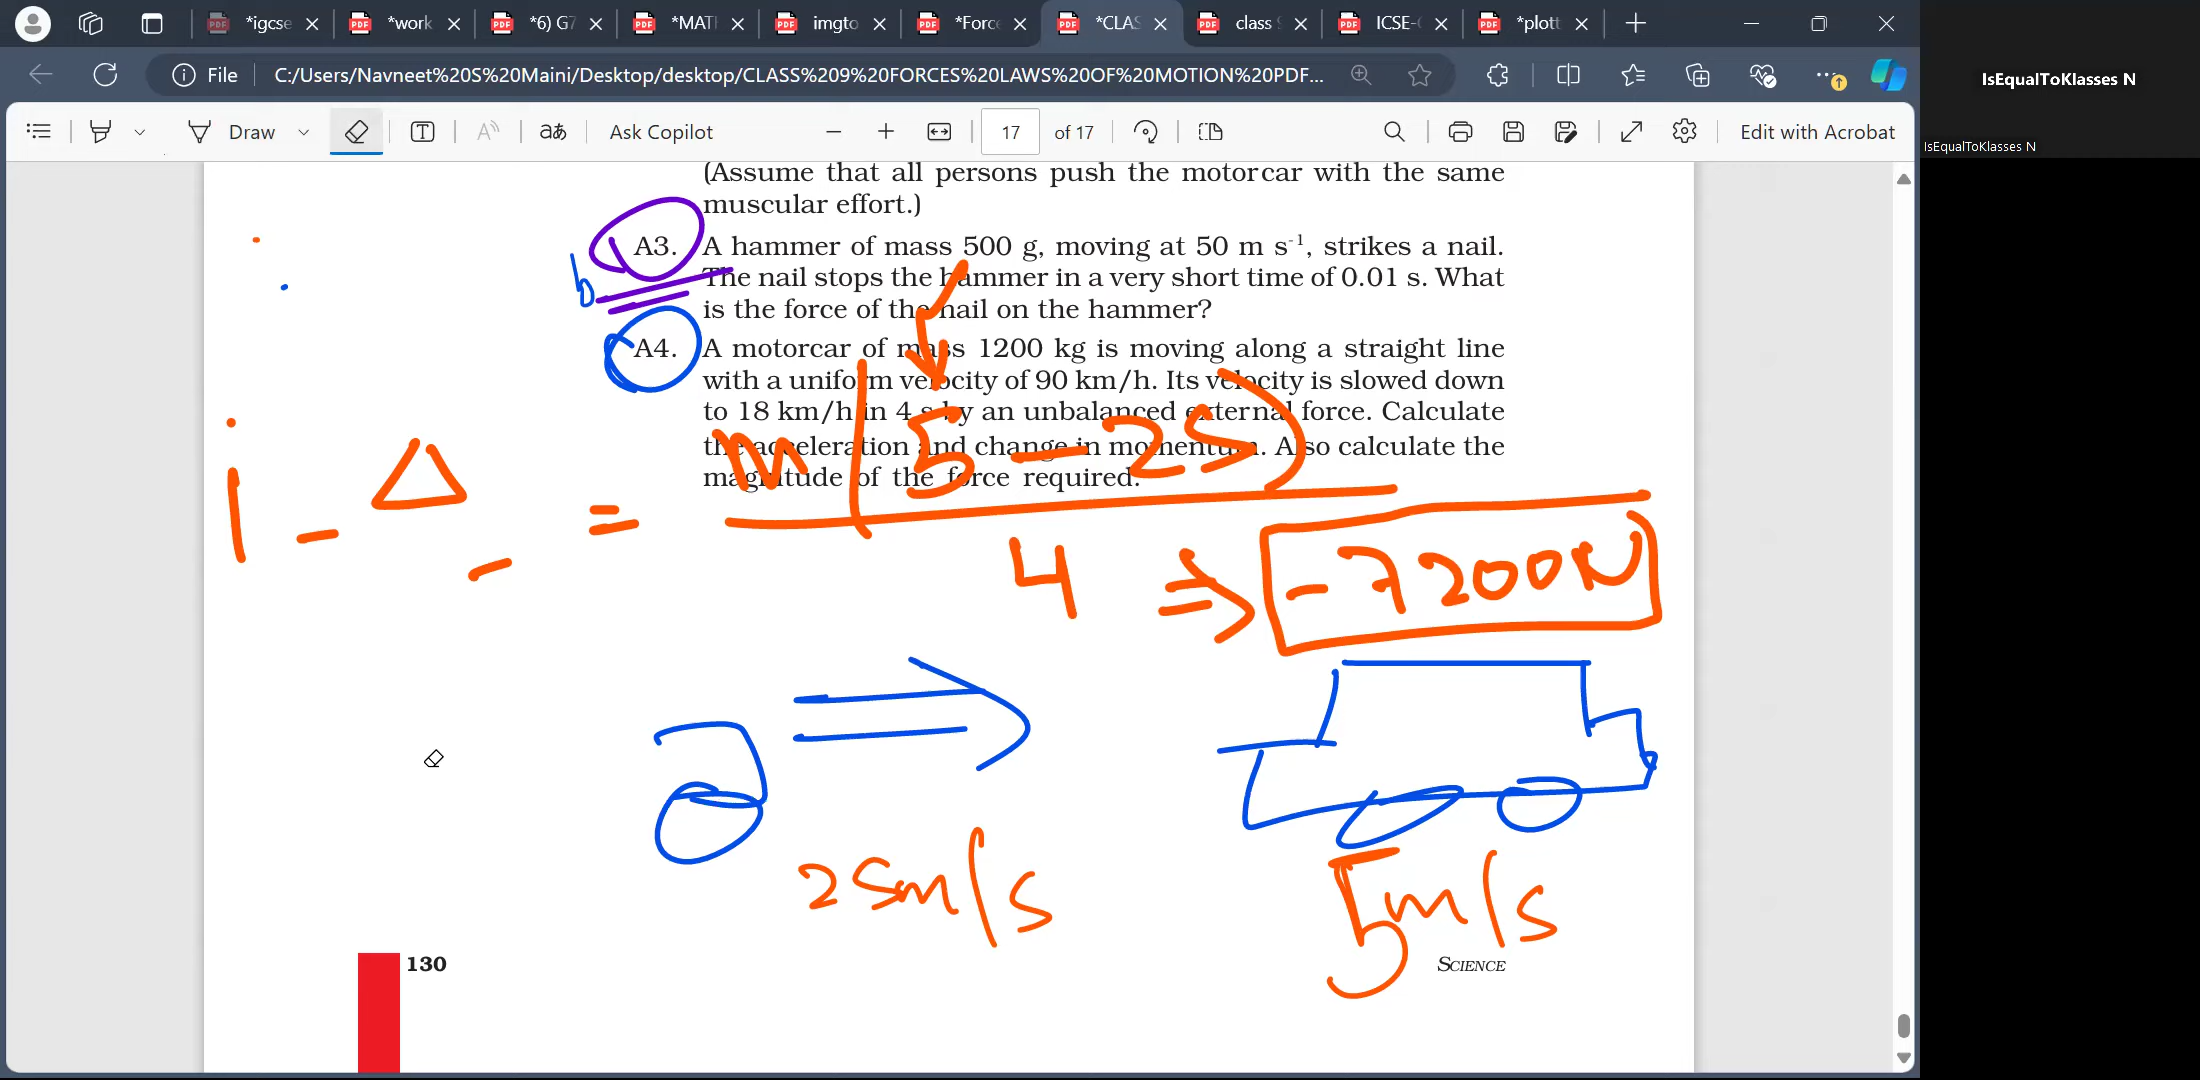 *igcse
*work
*6) G7
*MATI
imgto
*Force
*CLAS
class 9
ICSE-C
*plott
File
C:/Users/Navneet%20S%20Maini/Desktop/desktop/CLASS%209%20FORCES%20LAWS%20OF%20MOTION%20PDF...
IsEqualToKlasses N
IsEqualToKlasses N
Draw
Ask Copilot
17 of 17
Edit with Acrobat
(Assume that all persons push the motorcar with the same
muscular effort.)
A3. A hammer of mass 500 g, moving at 50 m s-1, strikes a nail.
The nail stops the hammer in a very short time of 0.01 s. What
is the force of the nail on the hammer?
A4. A motorcar of mass 1200 kg is moving along a straight line
with a uniform velocity of 90 km/h. Its velocity is slowed down
to 18 km/h in 4 s by an unbalanced external force. Calculate
the acceleration and change in momentum. Also calculate the
magnitude of the force required.
= m(5-25)
4 ⇒ -7200N
25m/s 5m/s
130
SCIENCE